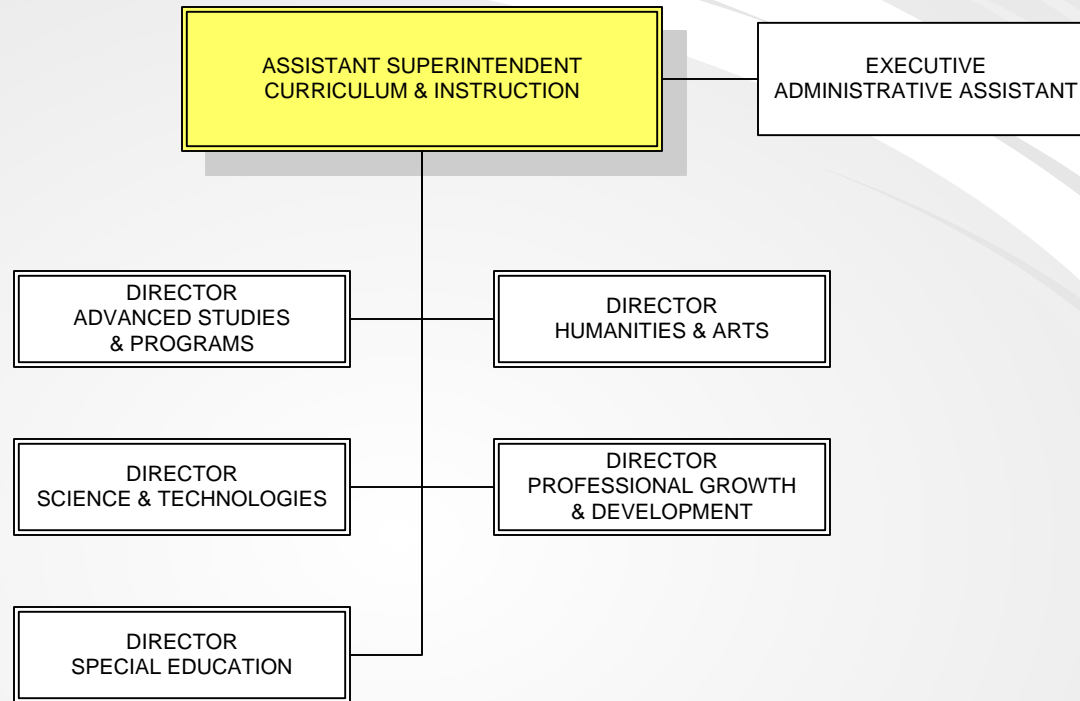 ASSISTANT SUPERINTENDENT
CURRICULUM & INSTRUCTION
EXECUTIVE
ADMINISTRATIVE ASSISTANT
DIRECTOR
ADVANCED STUDIES
& PROGRAMS
DIRECTOR
HUMANITIES & ARTS
DIRECTOR
SCIENCE & TECHNOLOGIES
DIRECTOR
PROFESSIONAL GROWTH
& DEVELOPMENT
DIRECTOR
SPECIAL EDUCATION